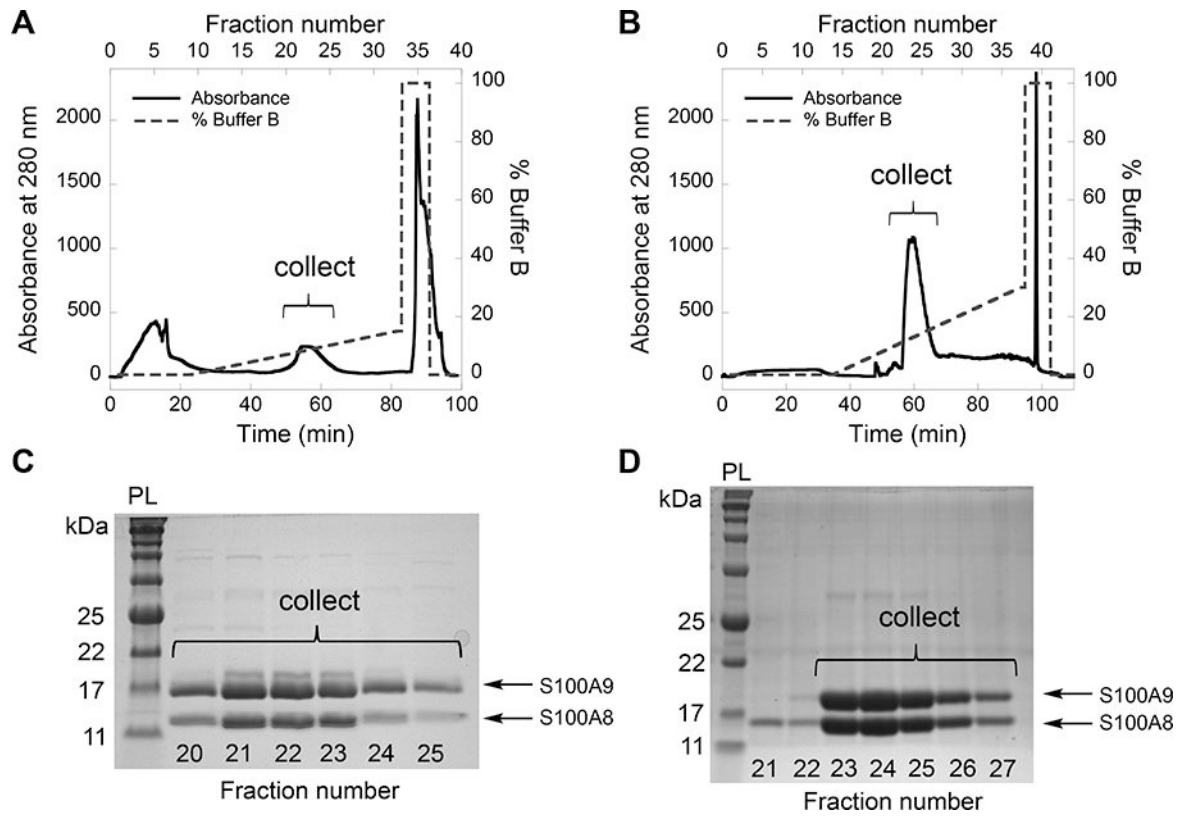 A
Fraction number
0 5 10 15 20 25 30 35 40
Absorbance
% Buffer B
collect
Absorbance at 280 nm
2000
1500
1000
500
0
100
80
60
40
20
0
% Buffer B
0 20 40 60 80 100
Time (min)
B
Fraction number
0 5 10 15 20 25 30 35 40
Absorbance
% Buffer B
collect
Absorbance at 280 nm
2000
1500
1000
500
0
100
80
60
40
20
0
% Buffer B
0 20 40 60 80 100
Time (min)
C
PL
kDa
25
22
17
11
collect
S100A9
S100A8
20 21 22 23 24 25
Fraction number
D
PL
kDa
25
22
17
11
collect
S100A9
S100A8
21 22 23 24 25 26 27
Fraction number